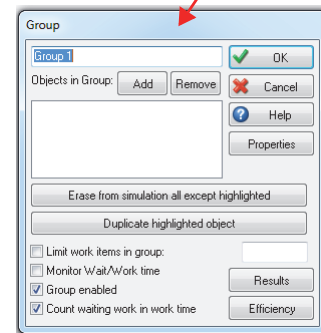 Group
Group 1
OK
Objects in Group: Add Remove
Cancel
Help
Properties
Erase from simulation all except highlighted
Duplicate highlighted object
Limit work items in group:
Monitor Wait/Work time
Group enabled
Results
Count waiting work in work time
Efficiency